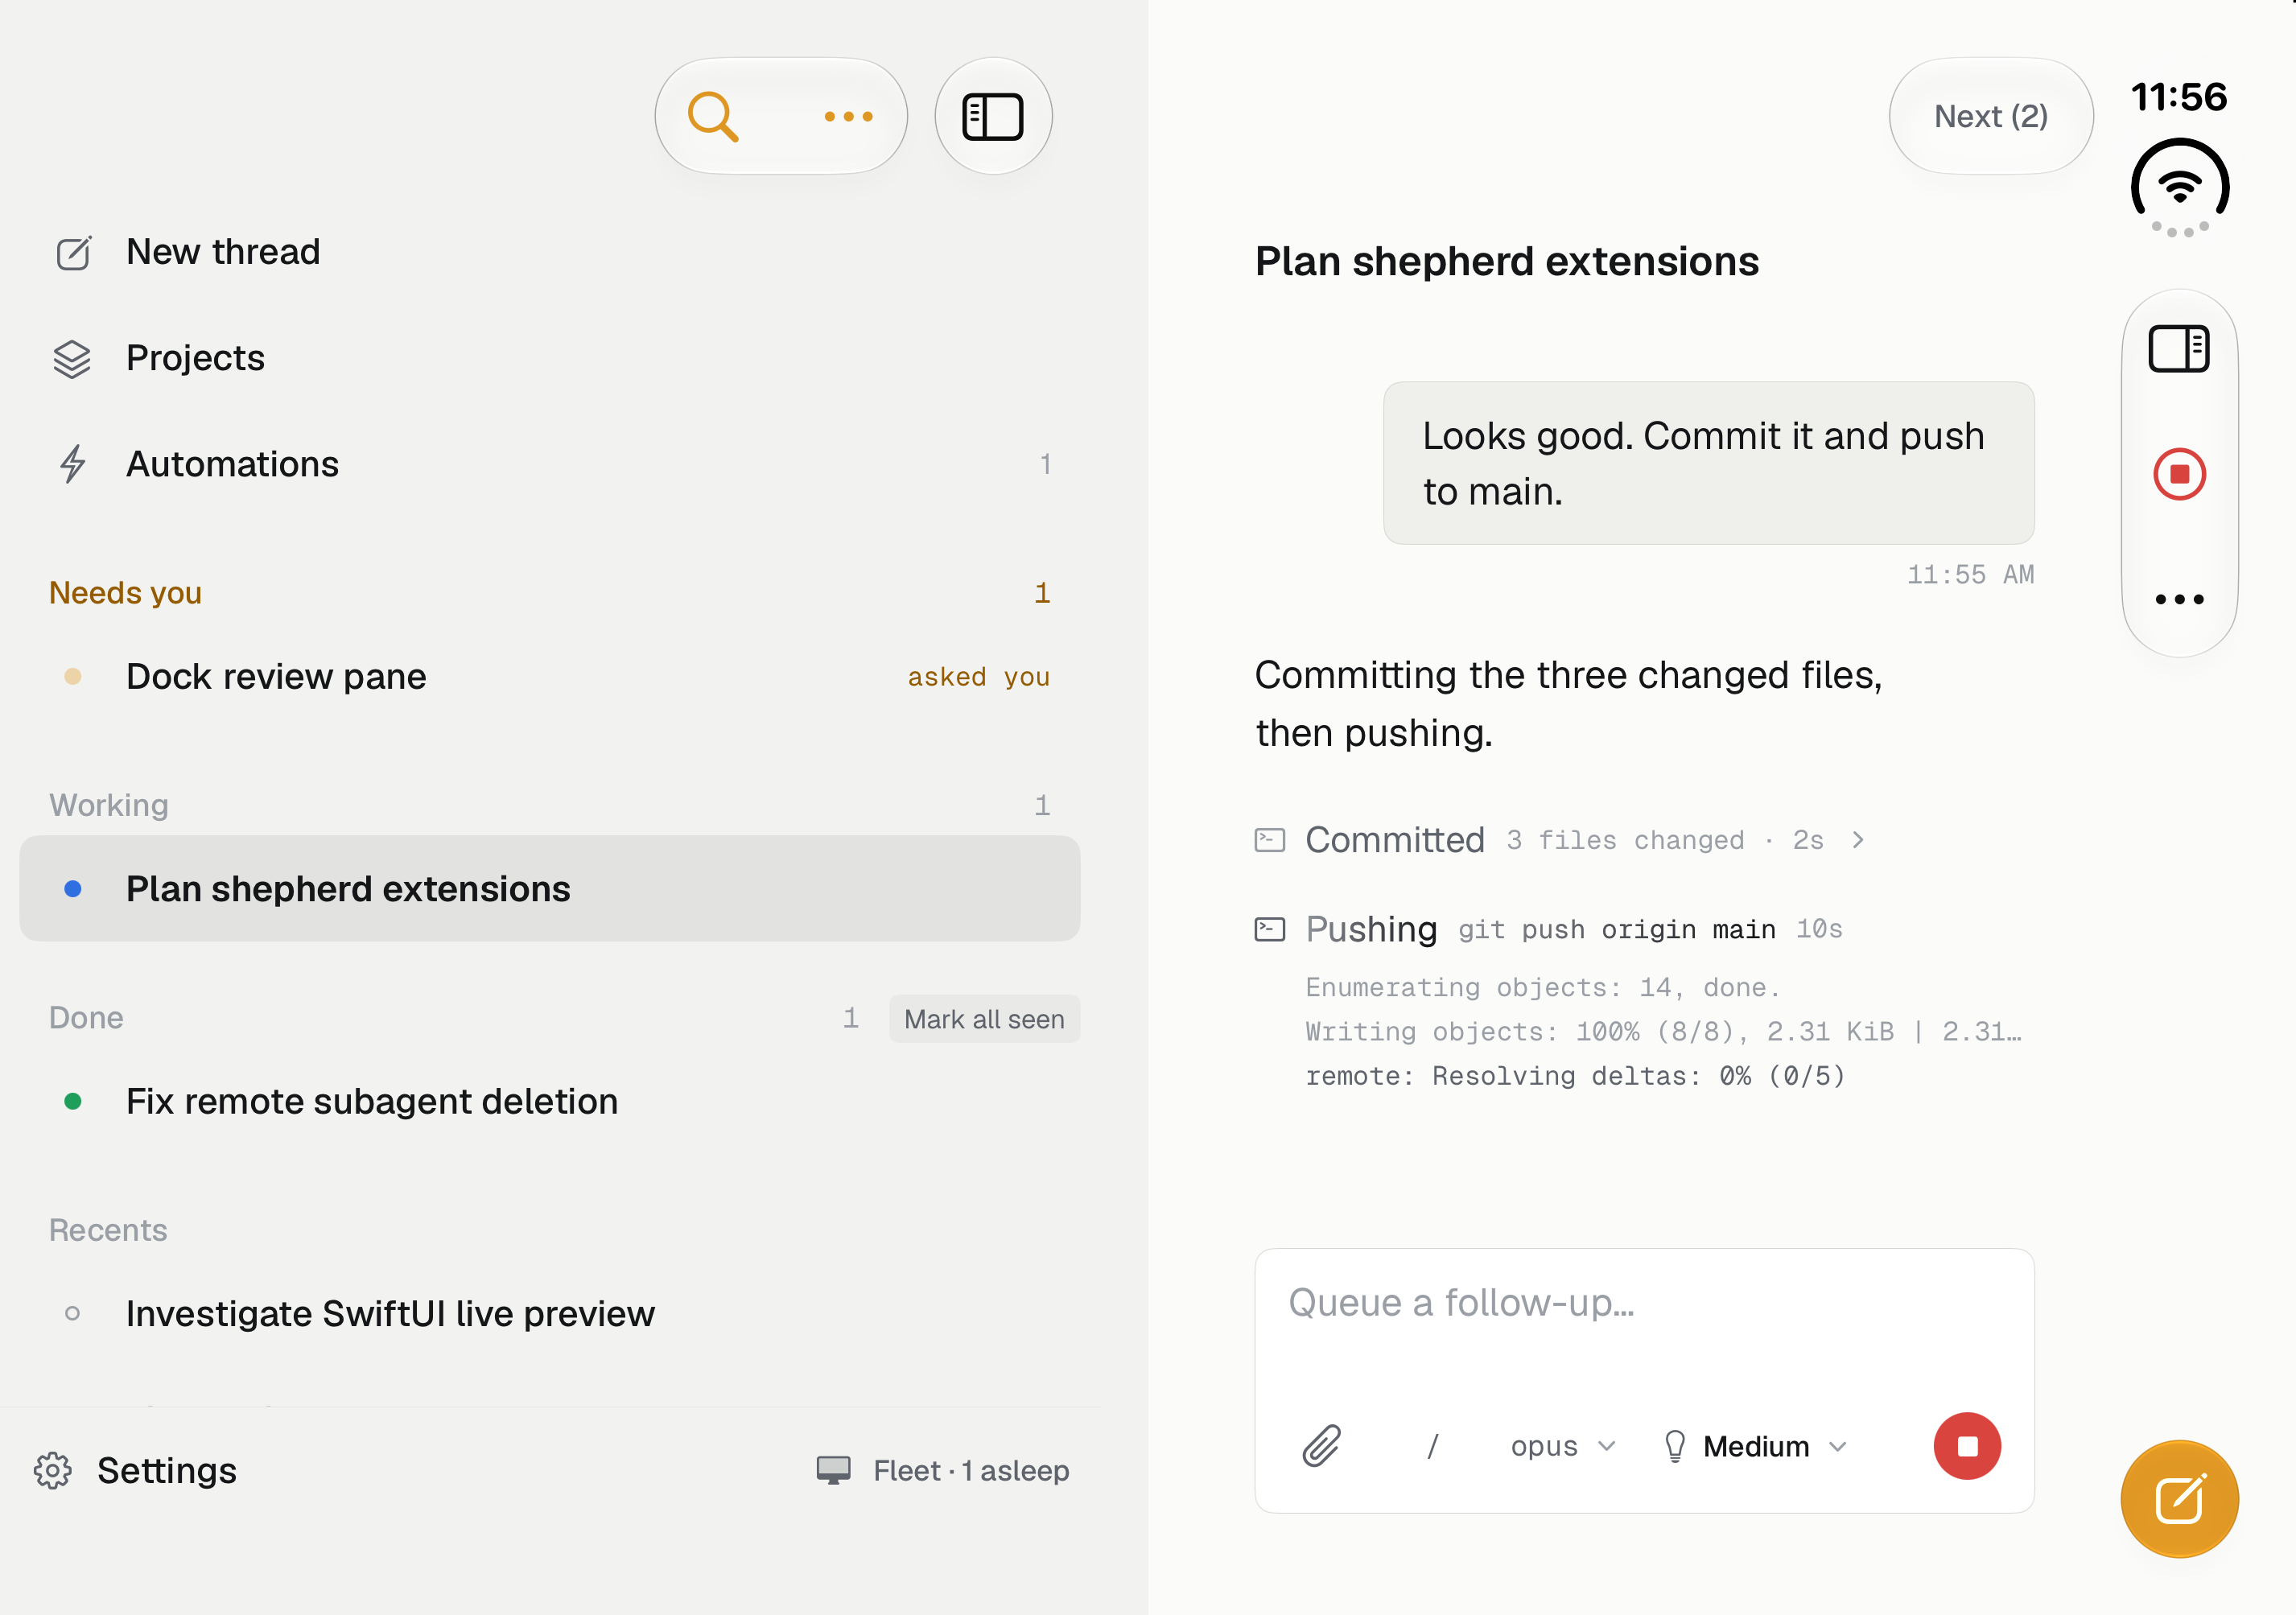 New thread
Projects
Automations 1
Needs you 1
Dock review pane asked you
Working 1
Plan shepherd extensions
Done 1 Mark all seen
Fix remote subagent deletion
Recents
Investigate SwiftUI live preview
Settings Fleet · 1 asleep
Next (2)
11:56
Plan shepherd extensions
Looks good. Commit it and push
to main.
11:55 AM
Committing the three changed files,
then pushing.
Committed 3 files changed · 2s
Pushing git push origin main 10s
Enumerating objects: 14, done.
Writing objects: 100% (8/8), 2.31 KiB | 2.31…
remote: Resolving deltas: 0% (0/5)
Queue a follow-up…
/ opus Medium